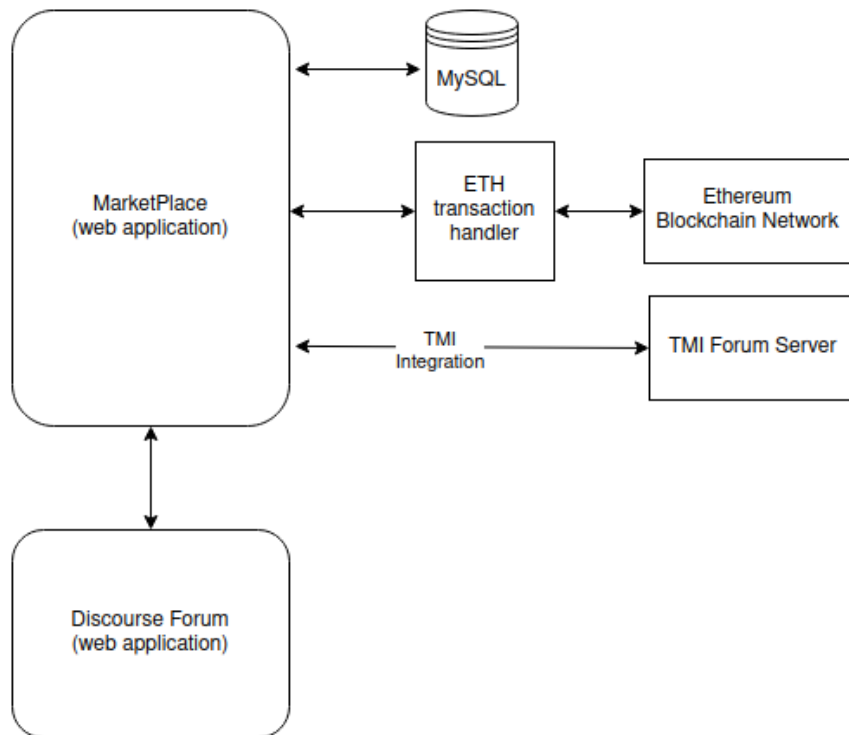 MySQL
MarketPlace
(web application)
ETH
transaction
handler
Ethereum
Blockchain Network
TMI
Integration
TMI Forum Server
Discourse Forum
(web application)